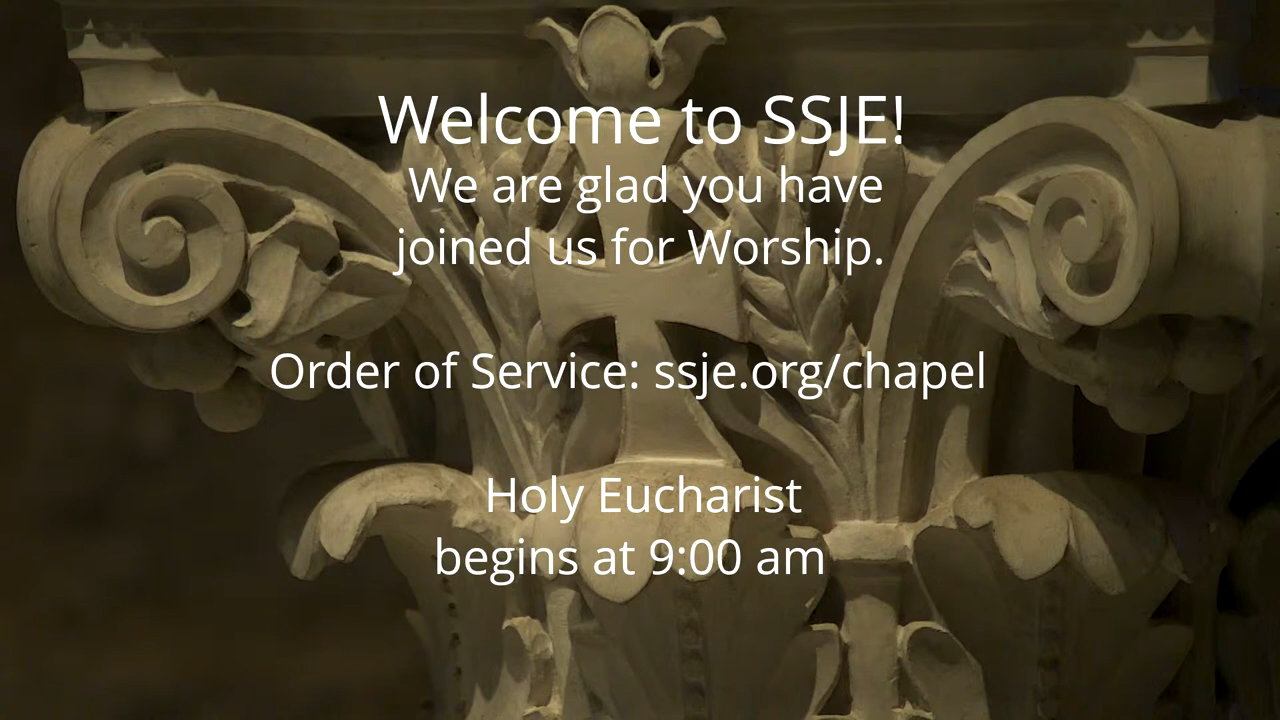 Welcome to SSJE!
We are glad you have
joined us for Worship.
Order of Service: ssje.org/chapel
Holy Eucharist
begins at 9:00 am